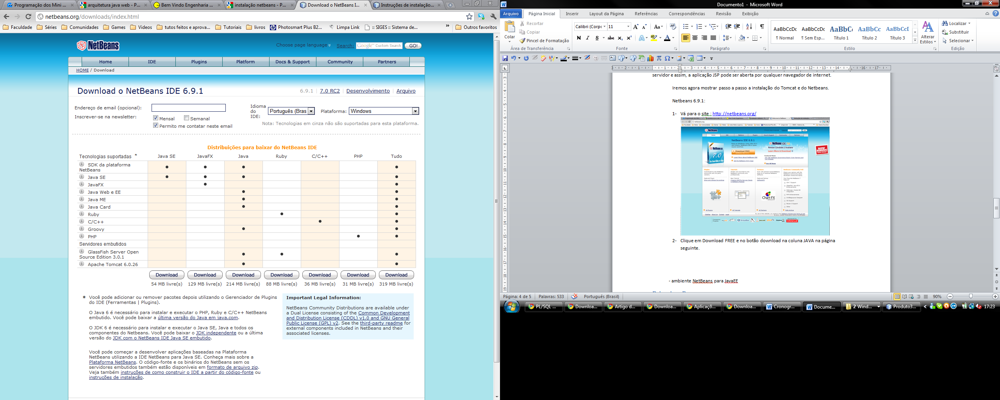 Programação dos Mini
arquitetura java web - P...
Bem Vindo Engenharia ...
instalação netbeans - P...
Download o NetBeans I...
Instruções de instalação...
netbeans.org/downloads/index.html
Faculdade Séries Comunidades Games Videos tutos feitos e aprova... Tutoriais livros Photosmart Plus B2... Limpa Link :: SIGES :: Sistema de... » Outros favoritos
NetBeans
Choose page language
Search: Google™ Custom Search GO!
Home IDE Plugins Platform Docs & Support Community Partners
HOME / Download
Download o NetBeans IDE 6.9.1
6.9.1 | 7.0 RC2 | Desenvolvimento | Arquivo
Endereço de email (opcional):
Inscrever-se na newsletter:
Mensal Semanal
Permito me contatar neste email
Idioma
do
IDE:
Português (Bras
Plataforma: Windows
Nota: Tecnologias em cinza não são suportadas para esta plataforma.
Distribuições para baixar do NetBeans IDE
Tecnologias suportadas * Java SE JavaFX Java Ruby C/C++ PHP Tudo
SDK da plataforma
NetBeans
Java SE
JavaFX
Java Web e EE
Java ME
Java Card
Ruby
C/C++
Groovy
PHP
Servidores embutidos
GlassFish Server Open
Source Edition 3.0.1
Apache Tomcat 6.0.26
Download Download Download Download Download Download Download
54 MB livre(s) 129 MB livre(s) 214 MB livre(s) 88 MB livre(s) 36 MB livre(s) 31 MB livre(s) 319 MB livre(s)
* Você pode adicionar ou remover pacotes depois utilizando o Gerenciador de Plugins
do IDE (Ferramentas | Plugins).
O Java 6 é necessário para instalar e executar o PHP, Ruby e C/C++ NetBeans
embutido. Você pode baixar a última versão do Java em java.com.
O JDK 6 é necessário para instalar e executar o Java SE, Java e todos os
componentes do Netbeans. Você pode baixar o JDK independente ou a última
versão do JDK com o NetBeans IDE Java SE embutido.
Você pode começar a desenvolver aplicações baseadas na Plataforma
NetBeans utilizando a IDE NetBeans para Java SE. Conheça mais sobre a
Plataforma NetBeans. O código-fonte e os binários do NetBeans sem os
servidores embutidos também estão disponíveis em formato de arquivo zip.
Veja também instruções de como construir o IDE a partir do código-fonte ou
instruções de instalação.
Important Legal Information:
NetBeans Community Distributions are available under
a Dual License consisting of the Common Development
and Distribution License (CDDL) v1.0 and GNU General
Public License (GPL) v2. See the third-party readme for
external components included in NetBeans and their
associated licenses.
Documento1 - Microsoft Word
Arquivo Página Inicial Inserir Layout da Página Referências Correspondências Revisão Exibição
Colar
Recortar
Copiar
Pincel de Formatação
Área de Transferência
Calibri (Corpo 11
N I S abc x₂ x² A
Fonte
Parágrafo
AaBbCcDc AaBbCcDc AaBbC AaBbCc AaBbCcI
¶ Normal ¶ Sem Esp... Título 1 Título 2 Título 3
Alterar
Estilos
Estilo
Localizar
Substituir
Selecionar
Edição
servidor e assim, a aplicação JSP pode ser aberta por qualquer navegador de internet.
Iremos agora mostrar passo a passo a instalação do Tomcat e do Netbeans.
Netbeans 6.9.1:
1- Vá para o site : http://netbeans.org/
NetBeans
NetBeans IDE 6.9.1
Download FREE
7.0
Release Candidate 2 Available
NOW
HIRING
Chart FX
ORACLE
2- Clique em Download FREE e no botão download na coluna JAVA na página
seguinte.
- ambiente NetBeans para JavaEE
Página: 4 de 5 Palavras: 533 Português (Brasil) 90%
PL/SQL ... Downloa... Artigo d... Downloa... Aplicaçõ... Downloa... Cronogr... Docume... 2 Wind... Produto3... 17:23